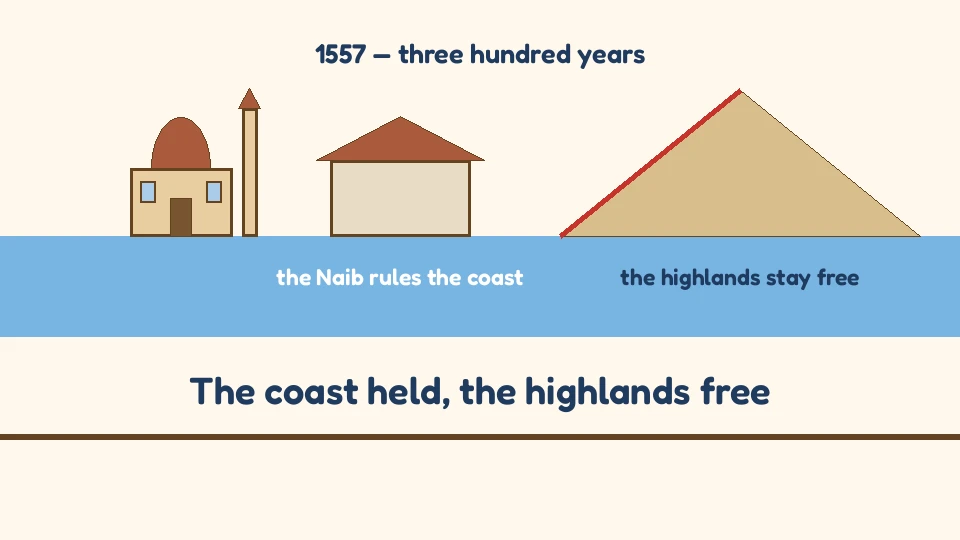 1557 — three hundred years
the Naib rules the coast
the highlands stay free
The coast held, the highlands free